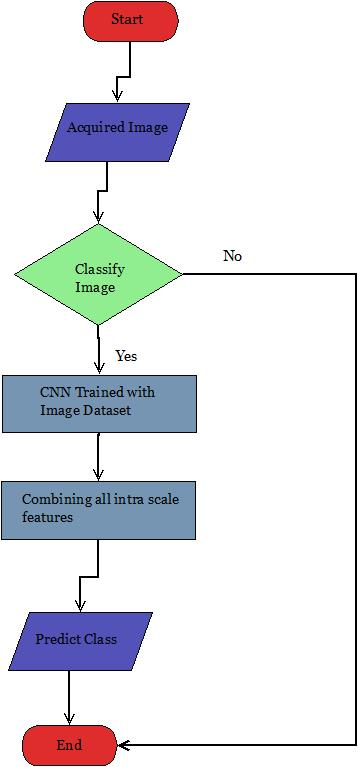 Start
Acquired Image
Classify
Image
No
Yes
CNN Trained with
Image Dataset
Combining all intra scale
features
Predict Class
End